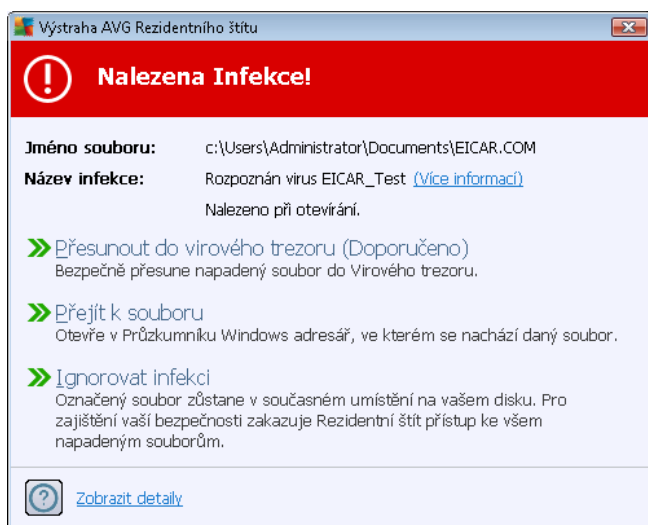 Výstraha AVG Rezidentního štítu
Nalezena Infekce!
Jméno souboru: c:\Users\Administrator\Documents\EICAR.COM
Název infekce: Rozpoznán virus EICAR_Test (Více informací)
Nalezeno při otevírání.
Přesunout do virového trezoru (Doporučeno)
Bezpečně přesune napadený soubor do Virového trezoru.
Přejít k souboru
Otevře v Průzkumníku Windows adresář, ve kterém se nachází daný soubor.
Ignorovat infekci
Označený soubor zůstane v současném umístění na vašem disku. Pro
zajištění vaší bezpečnosti zakazuje Rezidentní štít přístup ke všem
napadeným souborům.
Zobrazit detaily